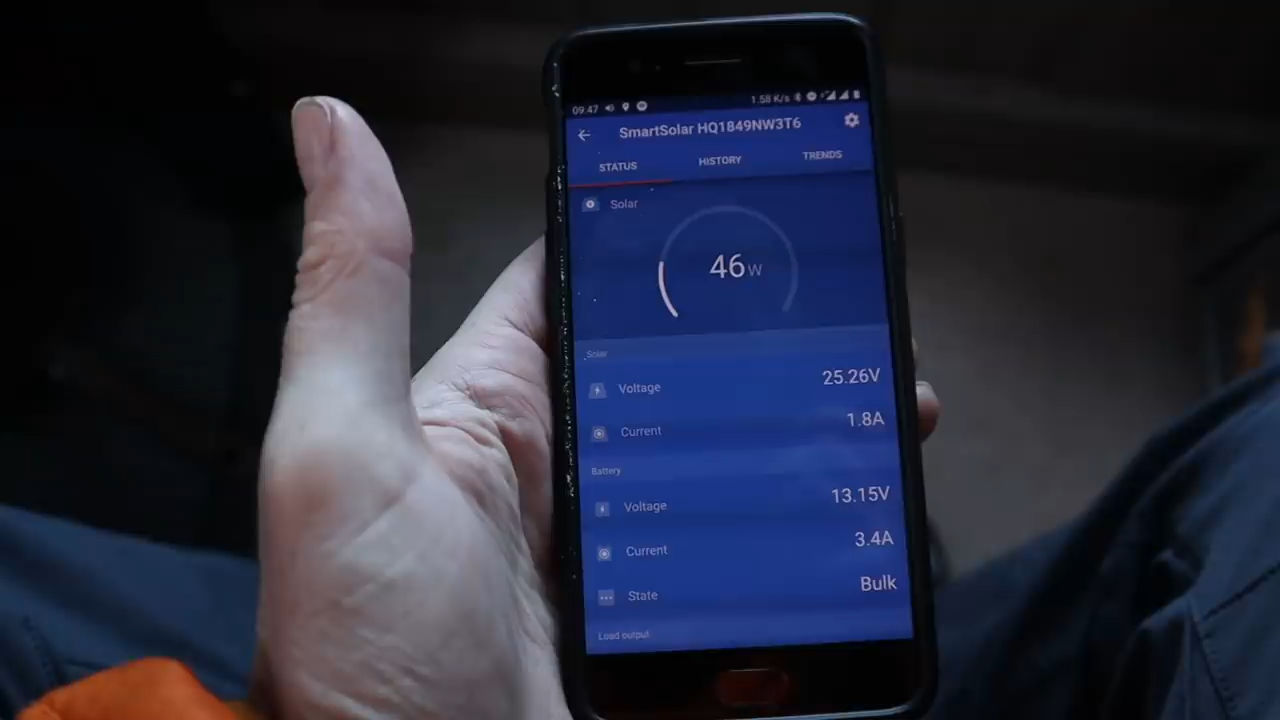 09:47 1.58 K/s
SmartSolar HQ1849NW3T6
STATUS HISTORY TRENDS
Solar
46W
Solar
Voltage 25.26V
Current 1.8A
Battery
Voltage 13.15V
Current 3.4A
State Bulk
Load output